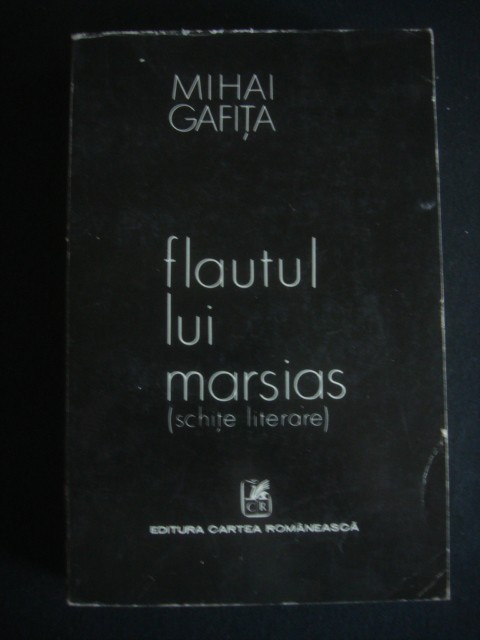 MIHAI
GAFIȚA
flautul
lui
marsias
(schițe literare)
CR
EDITURA CARTEA ROMÂNEASCĂ